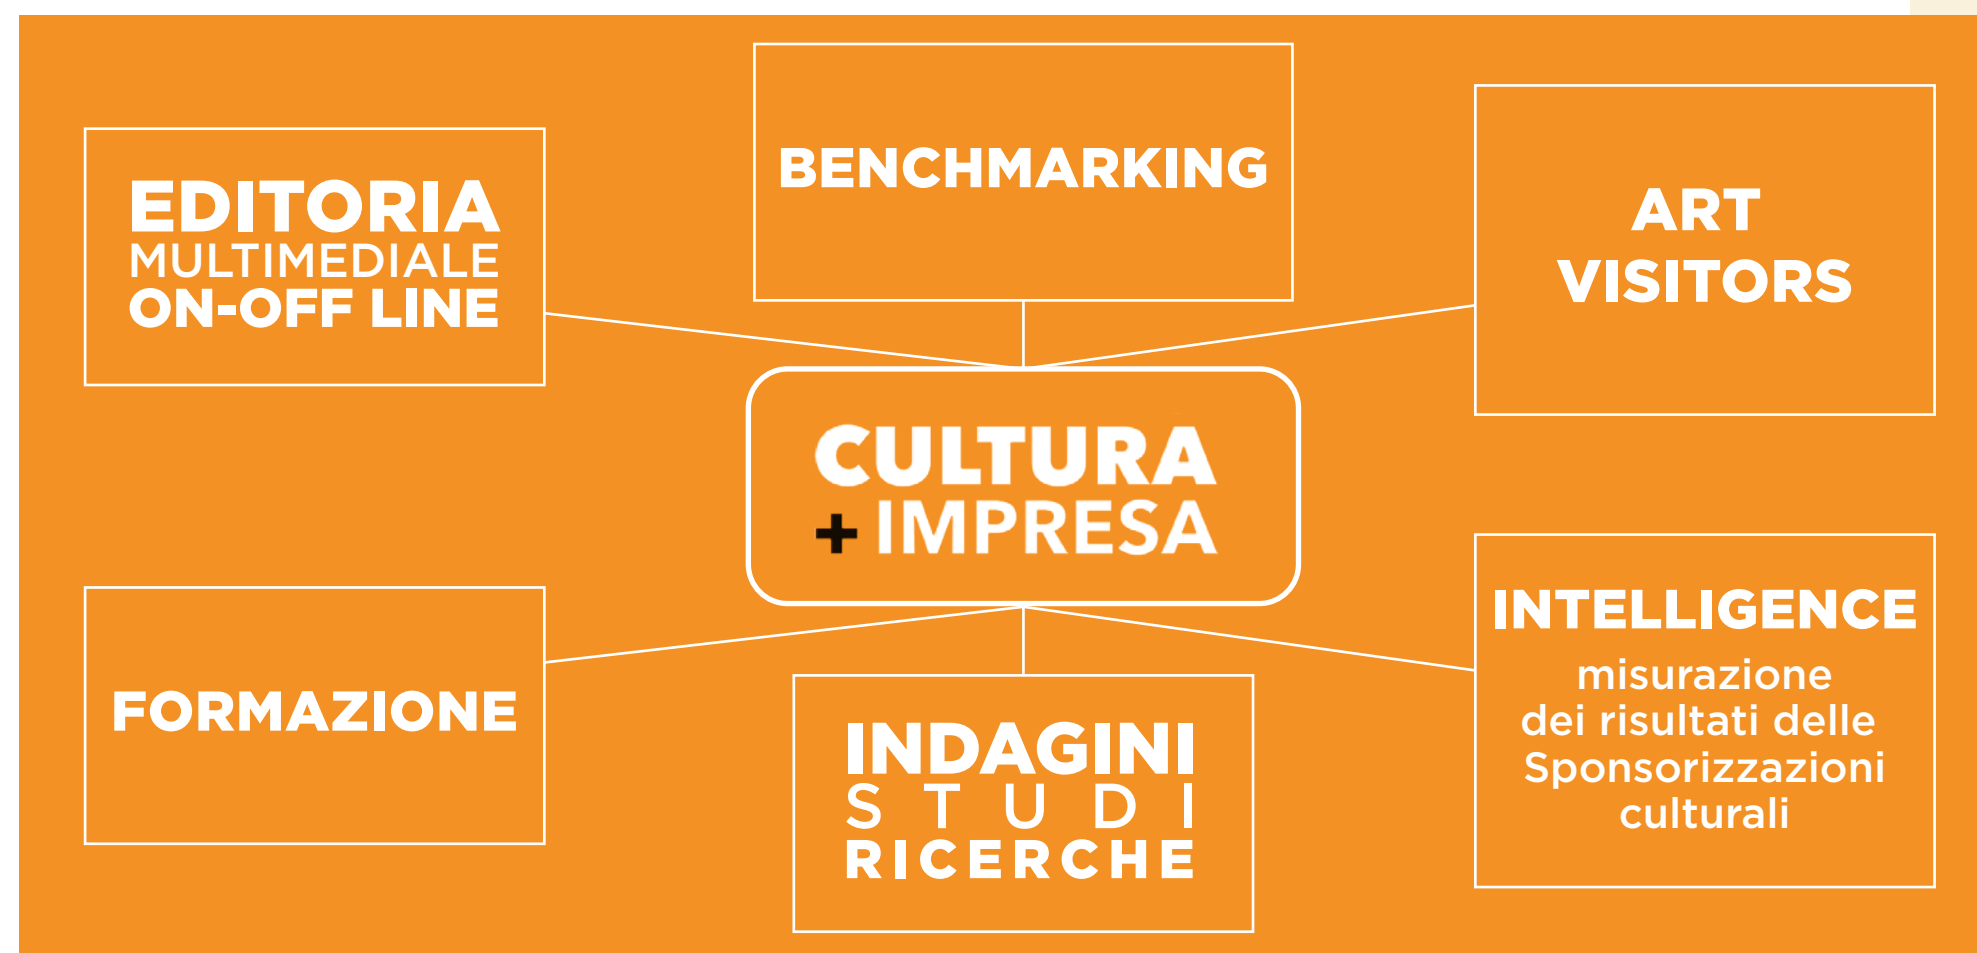 EDITORIA
MULTIMEDIALE
ON-OFF LINE
BENCHMARKING
ART
VISITORS
CULTURA
+ IMPRESA
FORMAZIONE
INDAGINI
STUDI
RICERCHE
INTELLIGENCE
misurazione
dei risultati delle
Sponsorizzazioni
culturali